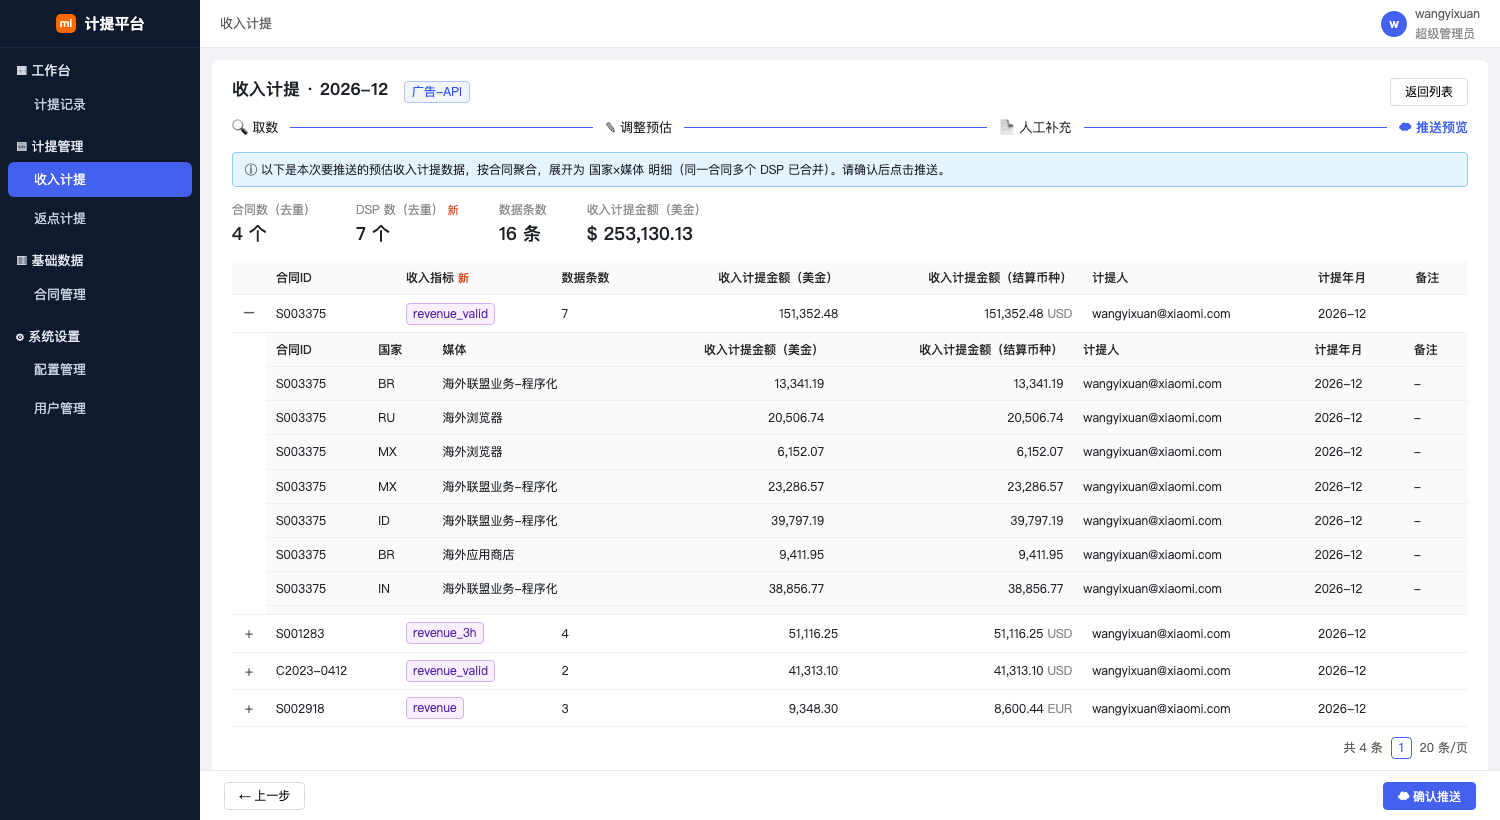 mi 计提平台
工作台
计提记录
计提管理
收入计提
返点计提
基础数据
合同管理
系统设置
配置管理
用户管理
收入计提
w wangyixuan
超级管理员
收入计提 · 2026-12 广告-API 返回列表
取数 调整预估 人工补充 推送预览
以下是本次要推送的预估收入计提数据，按合同聚合，展开为 国家×媒体 明细（同一合同多个 DSP 已合并）。请确认后点击推送。
合同数（去重） DSP 数（去重） 新 数据条数 收入计提金额（美金）
4 个 7 个 16 条 $ 253,130.13
合同ID 收入指标 新 数据条数 收入计提金额（美金） 收入计提金额（结算币种） 计提人 计提年月 备注
— S003375 revenue_valid 7 151,352.48 151,352.48 USD wangyixuan@xiaomi.com 2026-12
合同ID 国家 媒体 收入计提金额（美金） 收入计提金额（结算币种） 计提人 计提年月 备注
S003375 BR 海外联盟业务-程序化 13,341.19 13,341.19 wangyixuan@xiaomi.com 2026-12 –
S003375 RU 海外浏览器 20,506.74 20,506.74 wangyixuan@xiaomi.com 2026-12 –
S003375 MX 海外浏览器 6,152.07 6,152.07 wangyixuan@xiaomi.com 2026-12 –
S003375 MX 海外联盟业务-程序化 23,286.57 23,286.57 wangyixuan@xiaomi.com 2026-12 –
S003375 ID 海外联盟业务-程序化 39,797.19 39,797.19 wangyixuan@xiaomi.com 2026-12 –
S003375 BR 海外应用商店 9,411.95 9,411.95 wangyixuan@xiaomi.com 2026-12 –
S003375 IN 海外联盟业务-程序化 38,856.77 38,856.77 wangyixuan@xiaomi.com 2026-12 –
+ S001283 revenue_3h 4 51,116.25 51,116.25 USD wangyixuan@xiaomi.com 2026-12
+ C2023-0412 revenue_valid 2 41,313.10 41,313.10 USD wangyixuan@xiaomi.com 2026-12
+ S002918 revenue 3 9,348.30 8,600.44 EUR wangyixuan@xiaomi.com 2026-12
共 4 条 1 20 条/页
← 上一步 确认推送